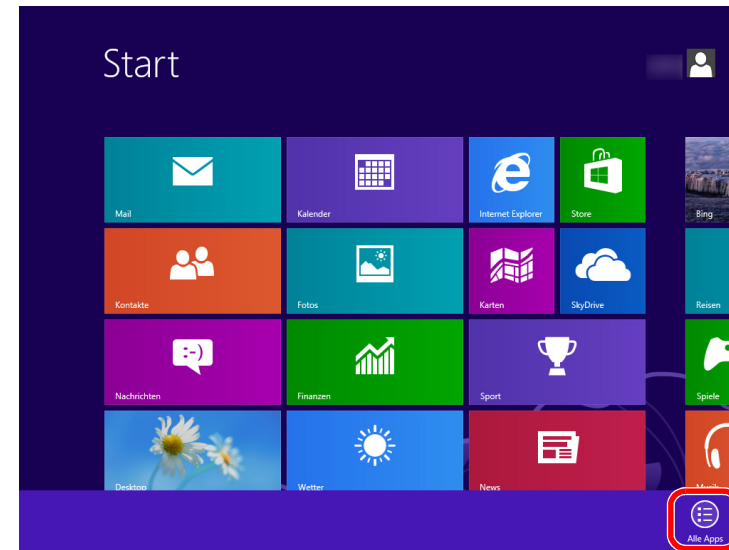 Start
Mail
Kalender
Internet Explorer
Store
Bing
Kontakte
Fotos
Karten
SkyDrive
Reisen
Nachrichten
:-)
Finanzen
Sport
Spiele
Desktop
Wetter
News
Musik
Alle Apps